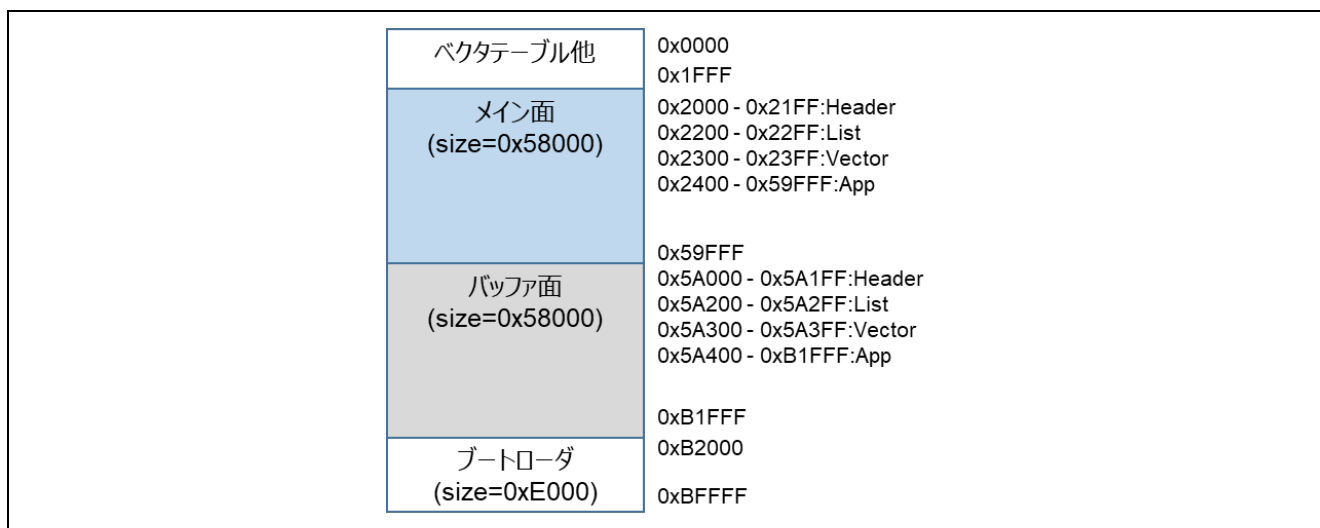 ベクタテーブル他
0x0000
0x1FFF
メイン面
(size=0x58000)
0x2000 - 0x21FF:Header
0x2200 - 0x22FF:List
0x2300 - 0x23FF:Vector
0x2400 - 0x59FFF:App
0x59FFF
バッファ面
(size=0x58000)
0x5A000 - 0x5A1FF:Header
0x5A200 - 0x5A2FF:List
0x5A300 - 0x5A3FF:Vector
0x5A400 - 0xB1FFF:App
0xB1FFF
ブートローダ
(size=0xE000)
0xB2000
0xBFFFF